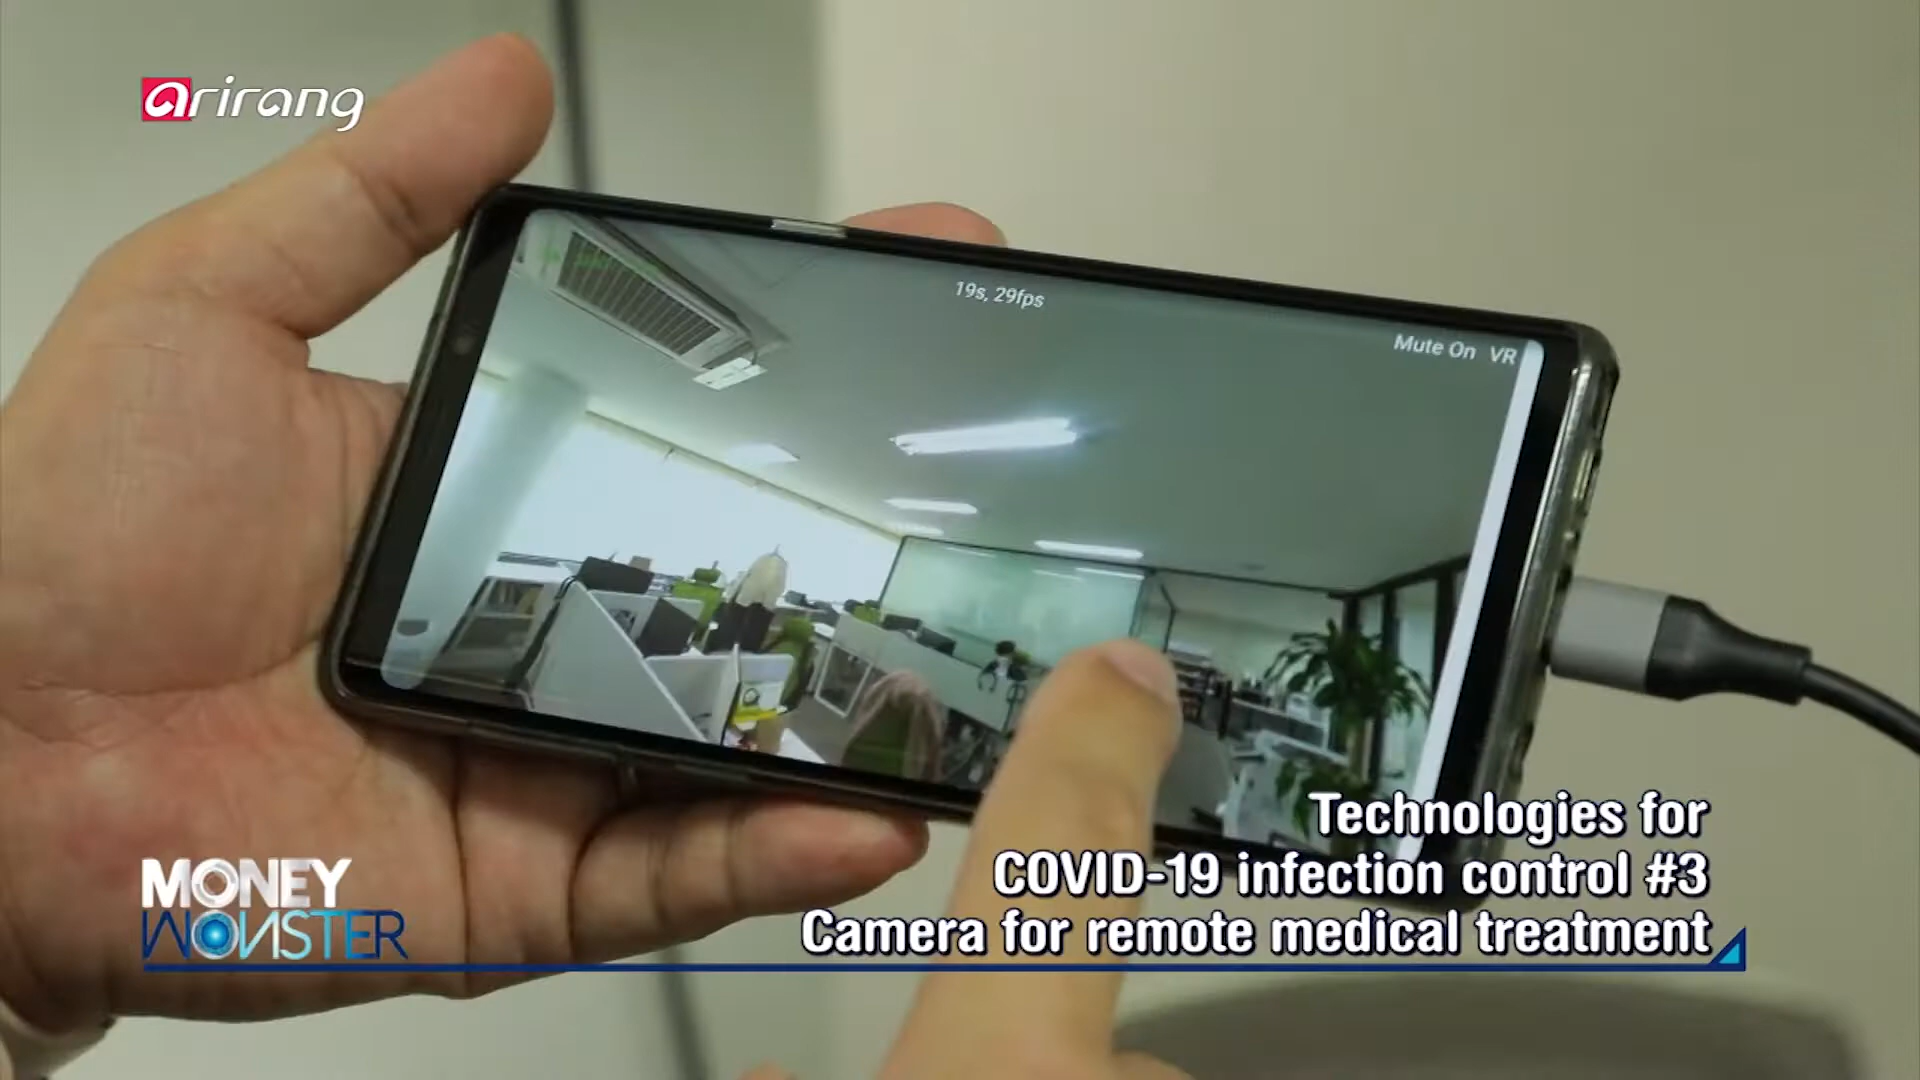 arirang
19s, 29fps
Mute On VR
Technologies for
COVID-19 infection control #3
Camera for remote medical treatment
MONEY
MONSTER